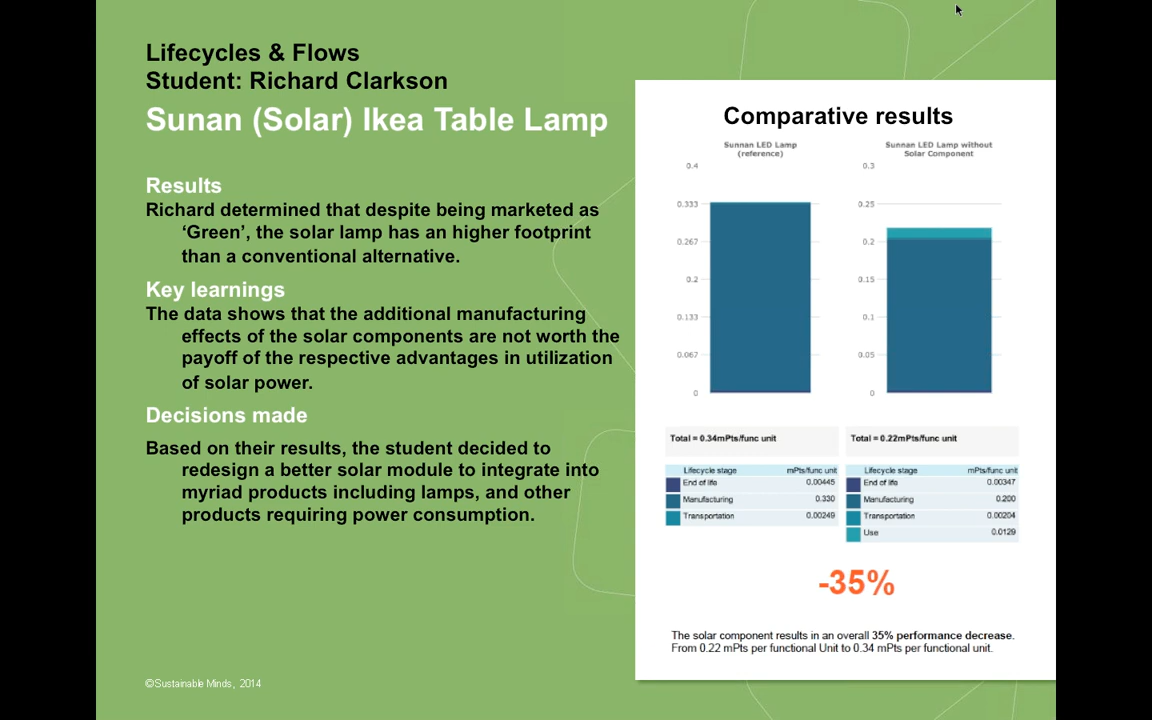 Lifecycles & Flows
Student: Richard Clarkson
Sunan (Solar) Ikea Table Lamp
Results
Richard determined that despite being marketed as
‘Green’, the solar lamp has an higher footprint
than a conventional alternative.
Key learnings
The data shows that the additional manufacturing
effects of the solar components are not worth the
payoff of the respective advantages in utilization
of solar power.
Decisions made
Based on their results, the student decided to
redesign a better solar module to integrate into
myriad products including lamps, and other
products requiring power consumption.
©Sustainable Minds, 2014
Comparative results
Sunnan LED Lamp
(reference)
0.4
0.333
0.267
0.2
0.133
0.067
0
Sunnan LED Lamp without
Solar Component
0.3
0.25
0.2
0.15
0.1
0.05
0
Total = 0.34mPts/func unit
Lifecycle stage mPts/func unit
End of life 0.00445
Manufacturing 0.330
Transportation 0.00249
Total = 0.22mPts/func unit
Lifecycle stage mPts/func unit
End of life 0.00347
Manufacturing 0.200
Transportation 0.00204
Use 0.0129
-35%
The solar component results in an overall 35% performance decrease.
From 0.22 mPts per functional Unit to 0.34 mPts per functional unit.